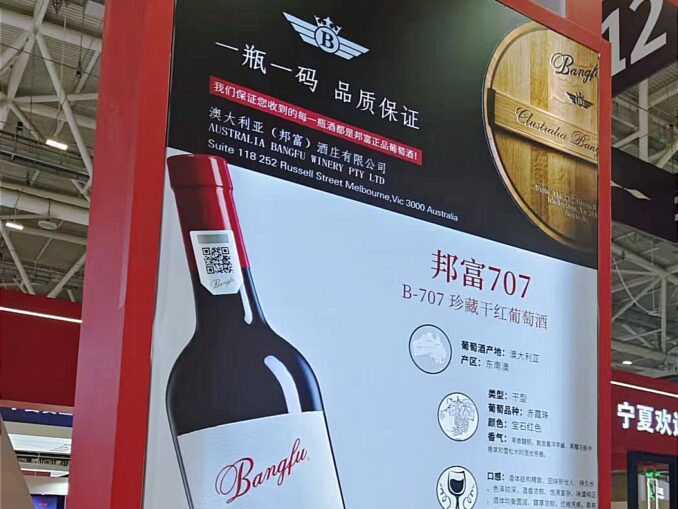 B
一瓶一码 品质保证
我们保证您收到的每一瓶酒都是邦富正品葡萄酒!
澳大利亚(邦富)酒庄有限公司
AUSTRALIA BANGFU WINERY PTY LTD
Suite 118 252 Russell Street Melbourne,Vic 3000 Australia
Bangfu
Australia Bangfu
12
邦富707
B-707 珍藏干红葡萄酒
葡萄酒产地:澳大利亚
产区:东南澳
类型:干型
葡萄品种:赤霞珠
颜色:宝石红色
香气:
口感:
Bangfu
Bangfu
宁夏欢迎